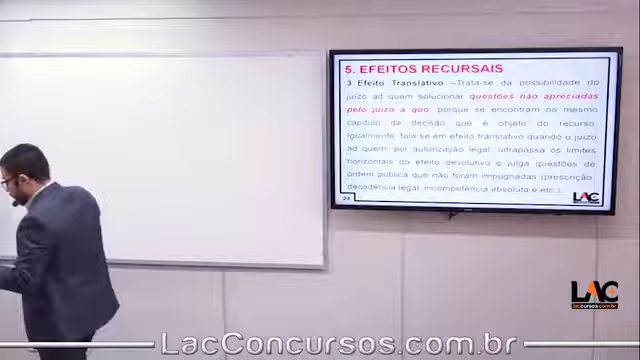 5. EFEITOS RECURSAIS
3. Efeito Translativo –Trata-se da possibilidade do
juízo ad quem solucionar questões não apreciadas
pelo juízo a quo, porque se encontram no mesmo
capítulo da decisão que é objeto do recurso.
Igualmente, fala-se em efeito translativo quando o juízo
ad quem, por autorização legal, ultrapassa os limites
horizontais do efeito devolutivo e julga questões de
ordem pública que não foram impugnadas (prescrição,
decadência legal, incompetência absoluta e etc.).
29
LAC
LAC
lacconcursos.com.br
LacConcursos.com.br